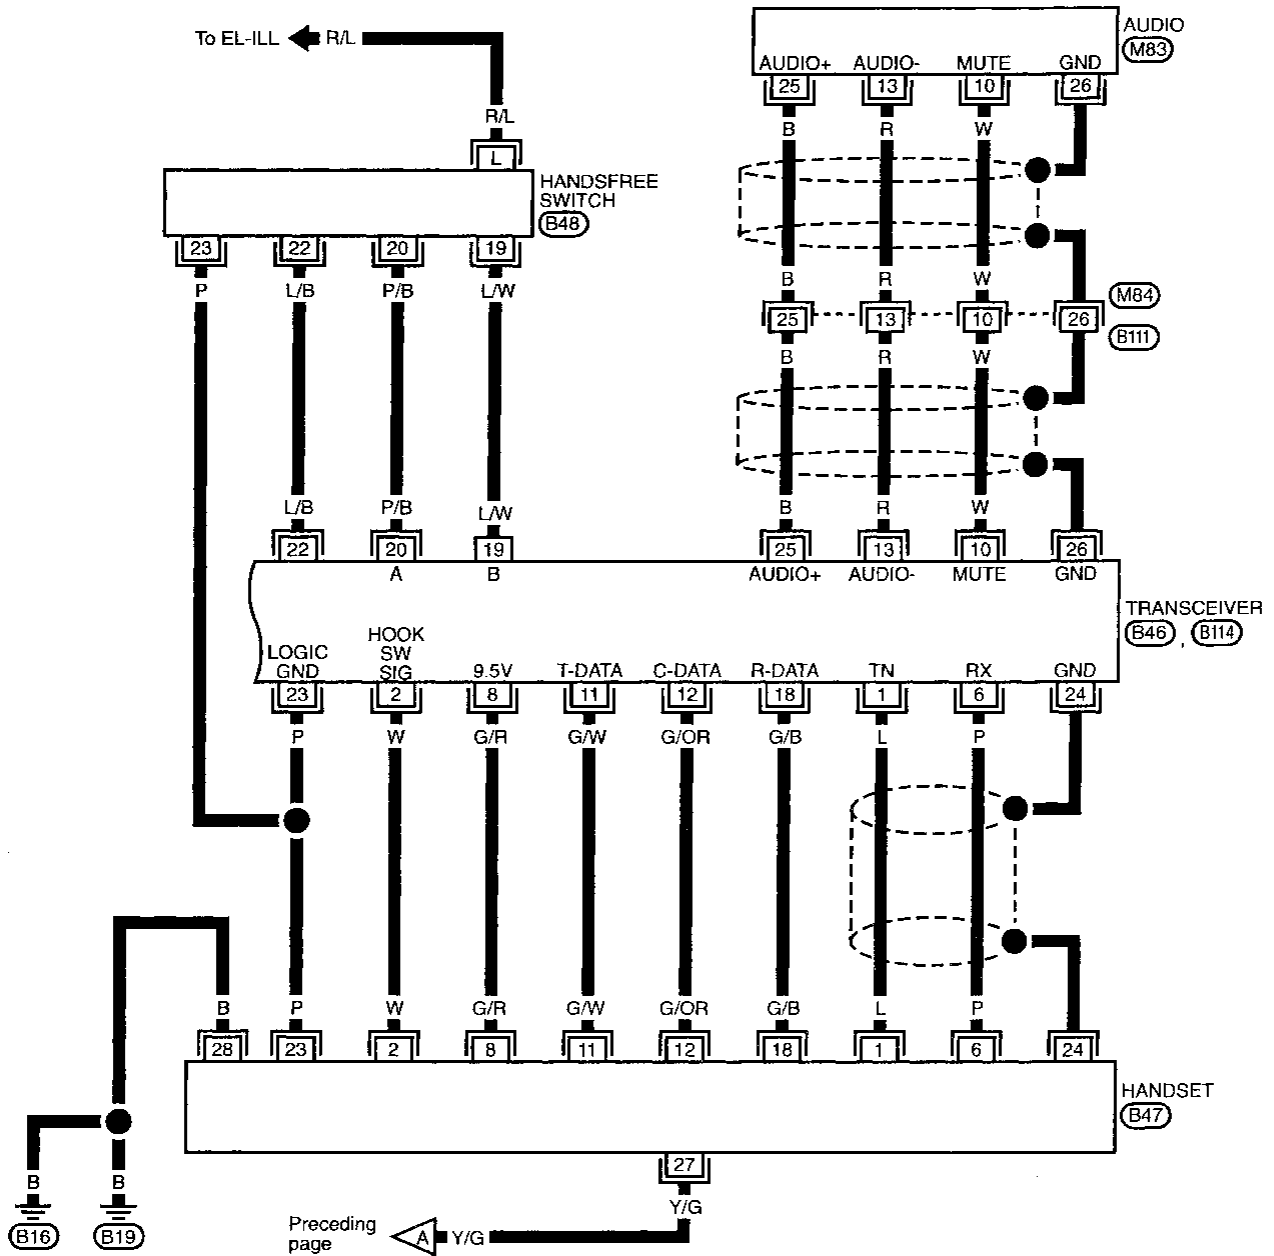 To EL-ILL R/L
AUDIO
M83
AUDIO+ AUDIO- MUTE GND
25 13 10 26
R/L
B R W
L
HANDSFREE
SWITCH
B48
23 22 20 19
P L/B P/B L/W
B R W
M84
25 13 10 26
B111
B R W
L/B P/B L/W
B R W
22 20 19 25 13 10 26
A B AUDIO+ AUDIO- MUTE GND
TRANSCEIVER
B46 , B114
LOGIC
GND
HOOK
SW
SIG
9.5V T-DATA C-DATA R-DATA TN RX GND
23 2 8 11 12 18 1 6 24
P W G/R G/W G/OR G/B L P
B P W G/R G/W G/OR G/B L P
28 23 2 8 11 12 18 1 6 24
HANDSET
B47
27
B B
Y/G
B16 B19
Preceding
page
A Y/G